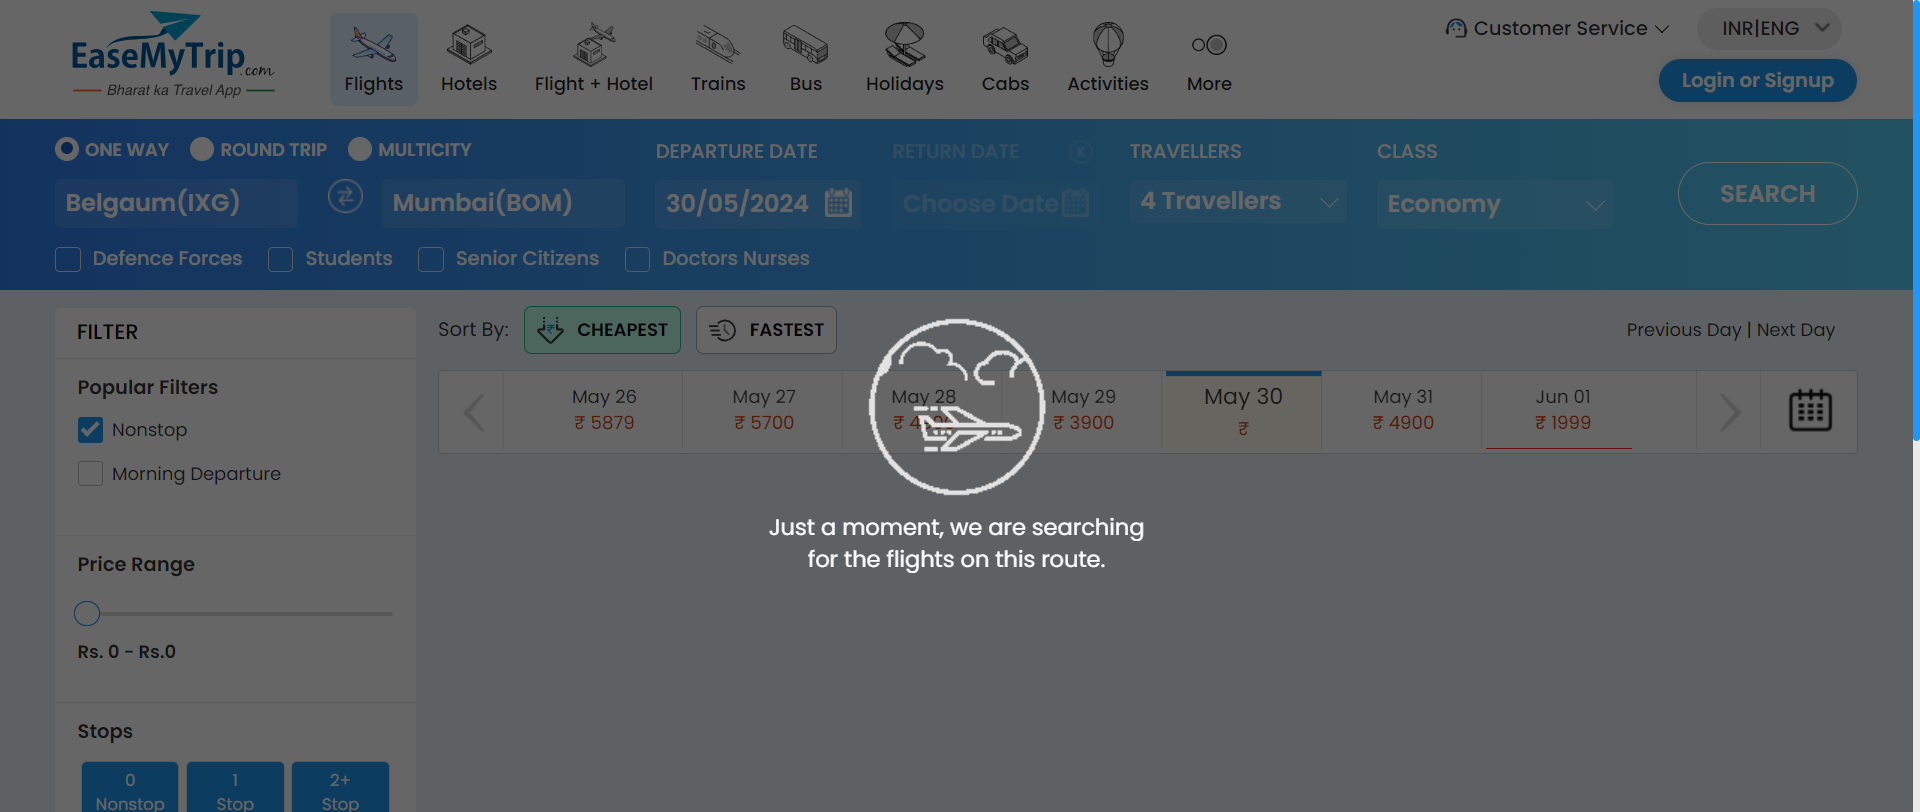 EaseMyTrip.com
Bharat ka Travel App
Flights
Hotels
Flight + Hotel
Trains
Bus
Holidays
Cabs
Activities
More
Customer Service
INR|ENG
Login or Signup
ONE WAY
ROUND TRIP
MULTICITY
DEPARTURE DATE
RETURN DATE
TRAVELLERS
CLASS
Belgaum(IXG)
Mumbai(BOM)
30/05/2024
Choose Date
4 Travellers
Economy
SEARCH
Defence Forces
Students
Senior Citizens
Doctors Nurses
FILTER
Popular Filters
Nonstop
Morning Departure
Price Range
Rs. 0 - Rs.0
Stops
0
Nonstop
1
Stop
2+
Stop
Sort By:
CHEAPEST
FASTEST
Previous Day | Next Day
May 26
₹ 5879
May 27
₹ 5700
May 28
May 29
₹ 3900
May 30
₹
May 31
₹ 4900
Jun 01
₹ 1999
Just a moment, we are searching
for the flights on this route.